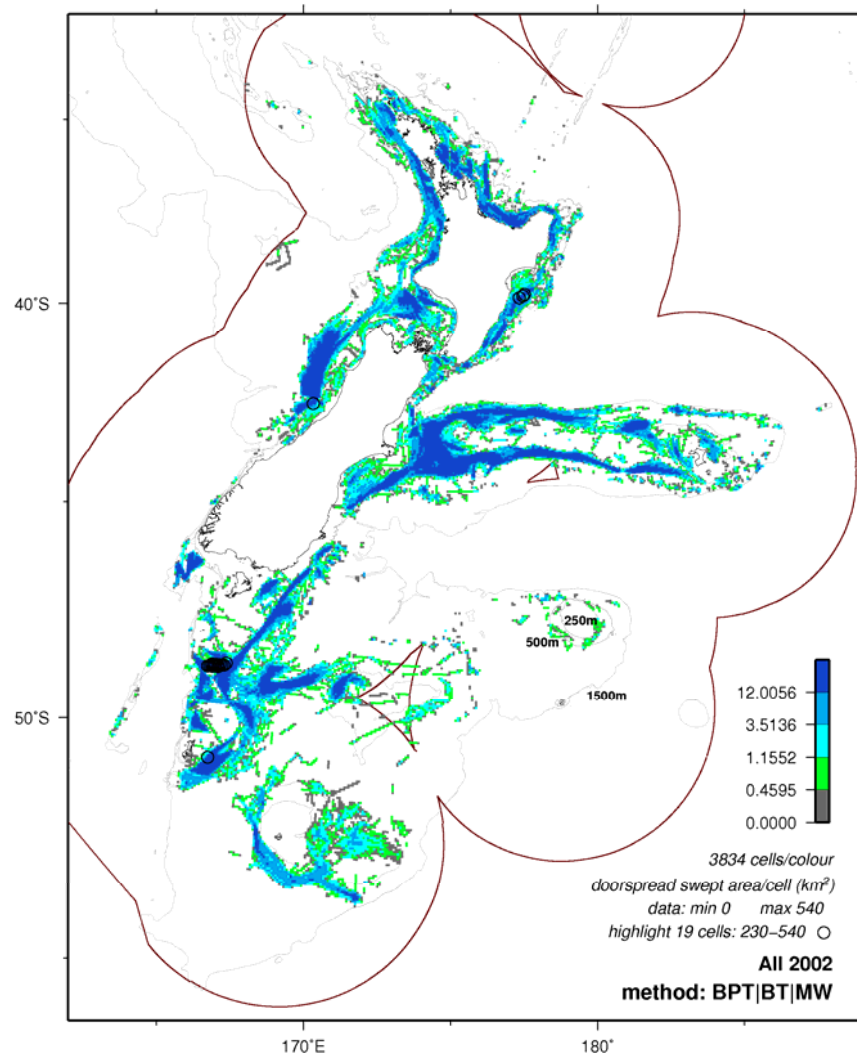 40˚S
250m
500m
1500m
50˚S
12.0056
3.5136
1.1552
0.4595
0.0000
3834 cells/colour
doorspread swept area/cell (km²)
data: min 0 max 540
highlight 19 cells: 230–540
All 2002
method: BPT|BT|MW
170˚E
180˚